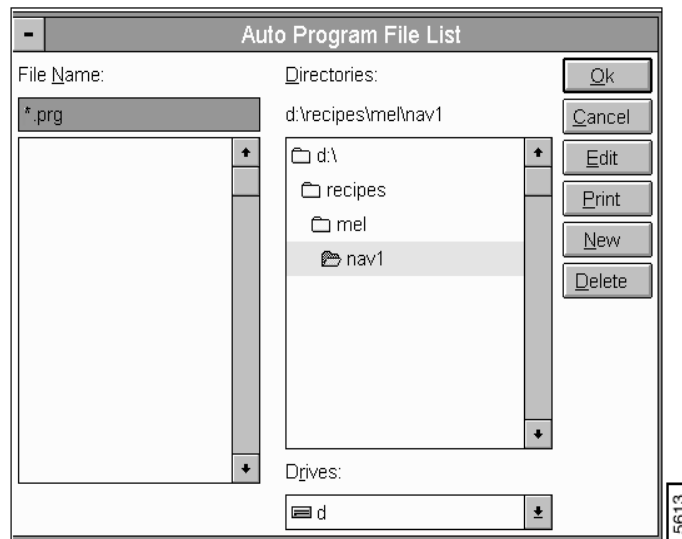 Auto Program File List
File Name:
*.prg
Directories:
d:\recipes\mel\nav1
d:\
recipes
mel
nav1
Drives:
d
Ok
Cancel
Edit
Print
New
Delete
5613